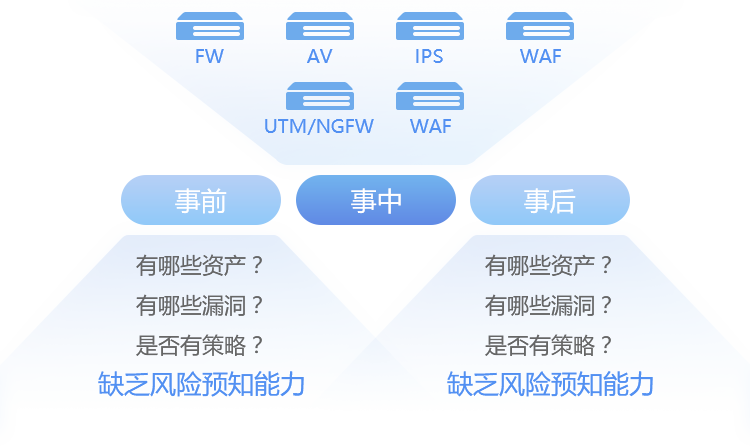 FW AV IPS WAF
UTM/NGFW WAF
事前 事中 事后
有哪些资产？ 有哪些资产？
有哪些漏洞？ 有哪些漏洞？
是否有策略？ 是否有策略？
缺乏风险预知能力 缺乏风险预知能力